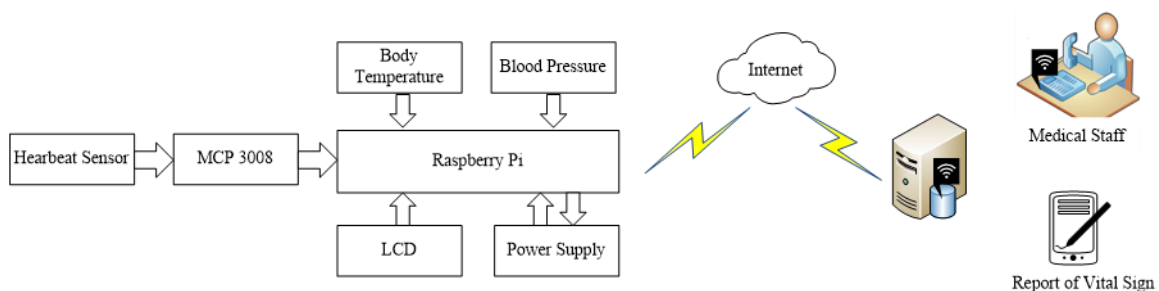 Body
Temperature
Blood Pressure
Internet
Medical Staff
Hearbeat Sensor
MCP 3008
Raspberry Pi
LCD
Power Supply
Report of Vital Sign